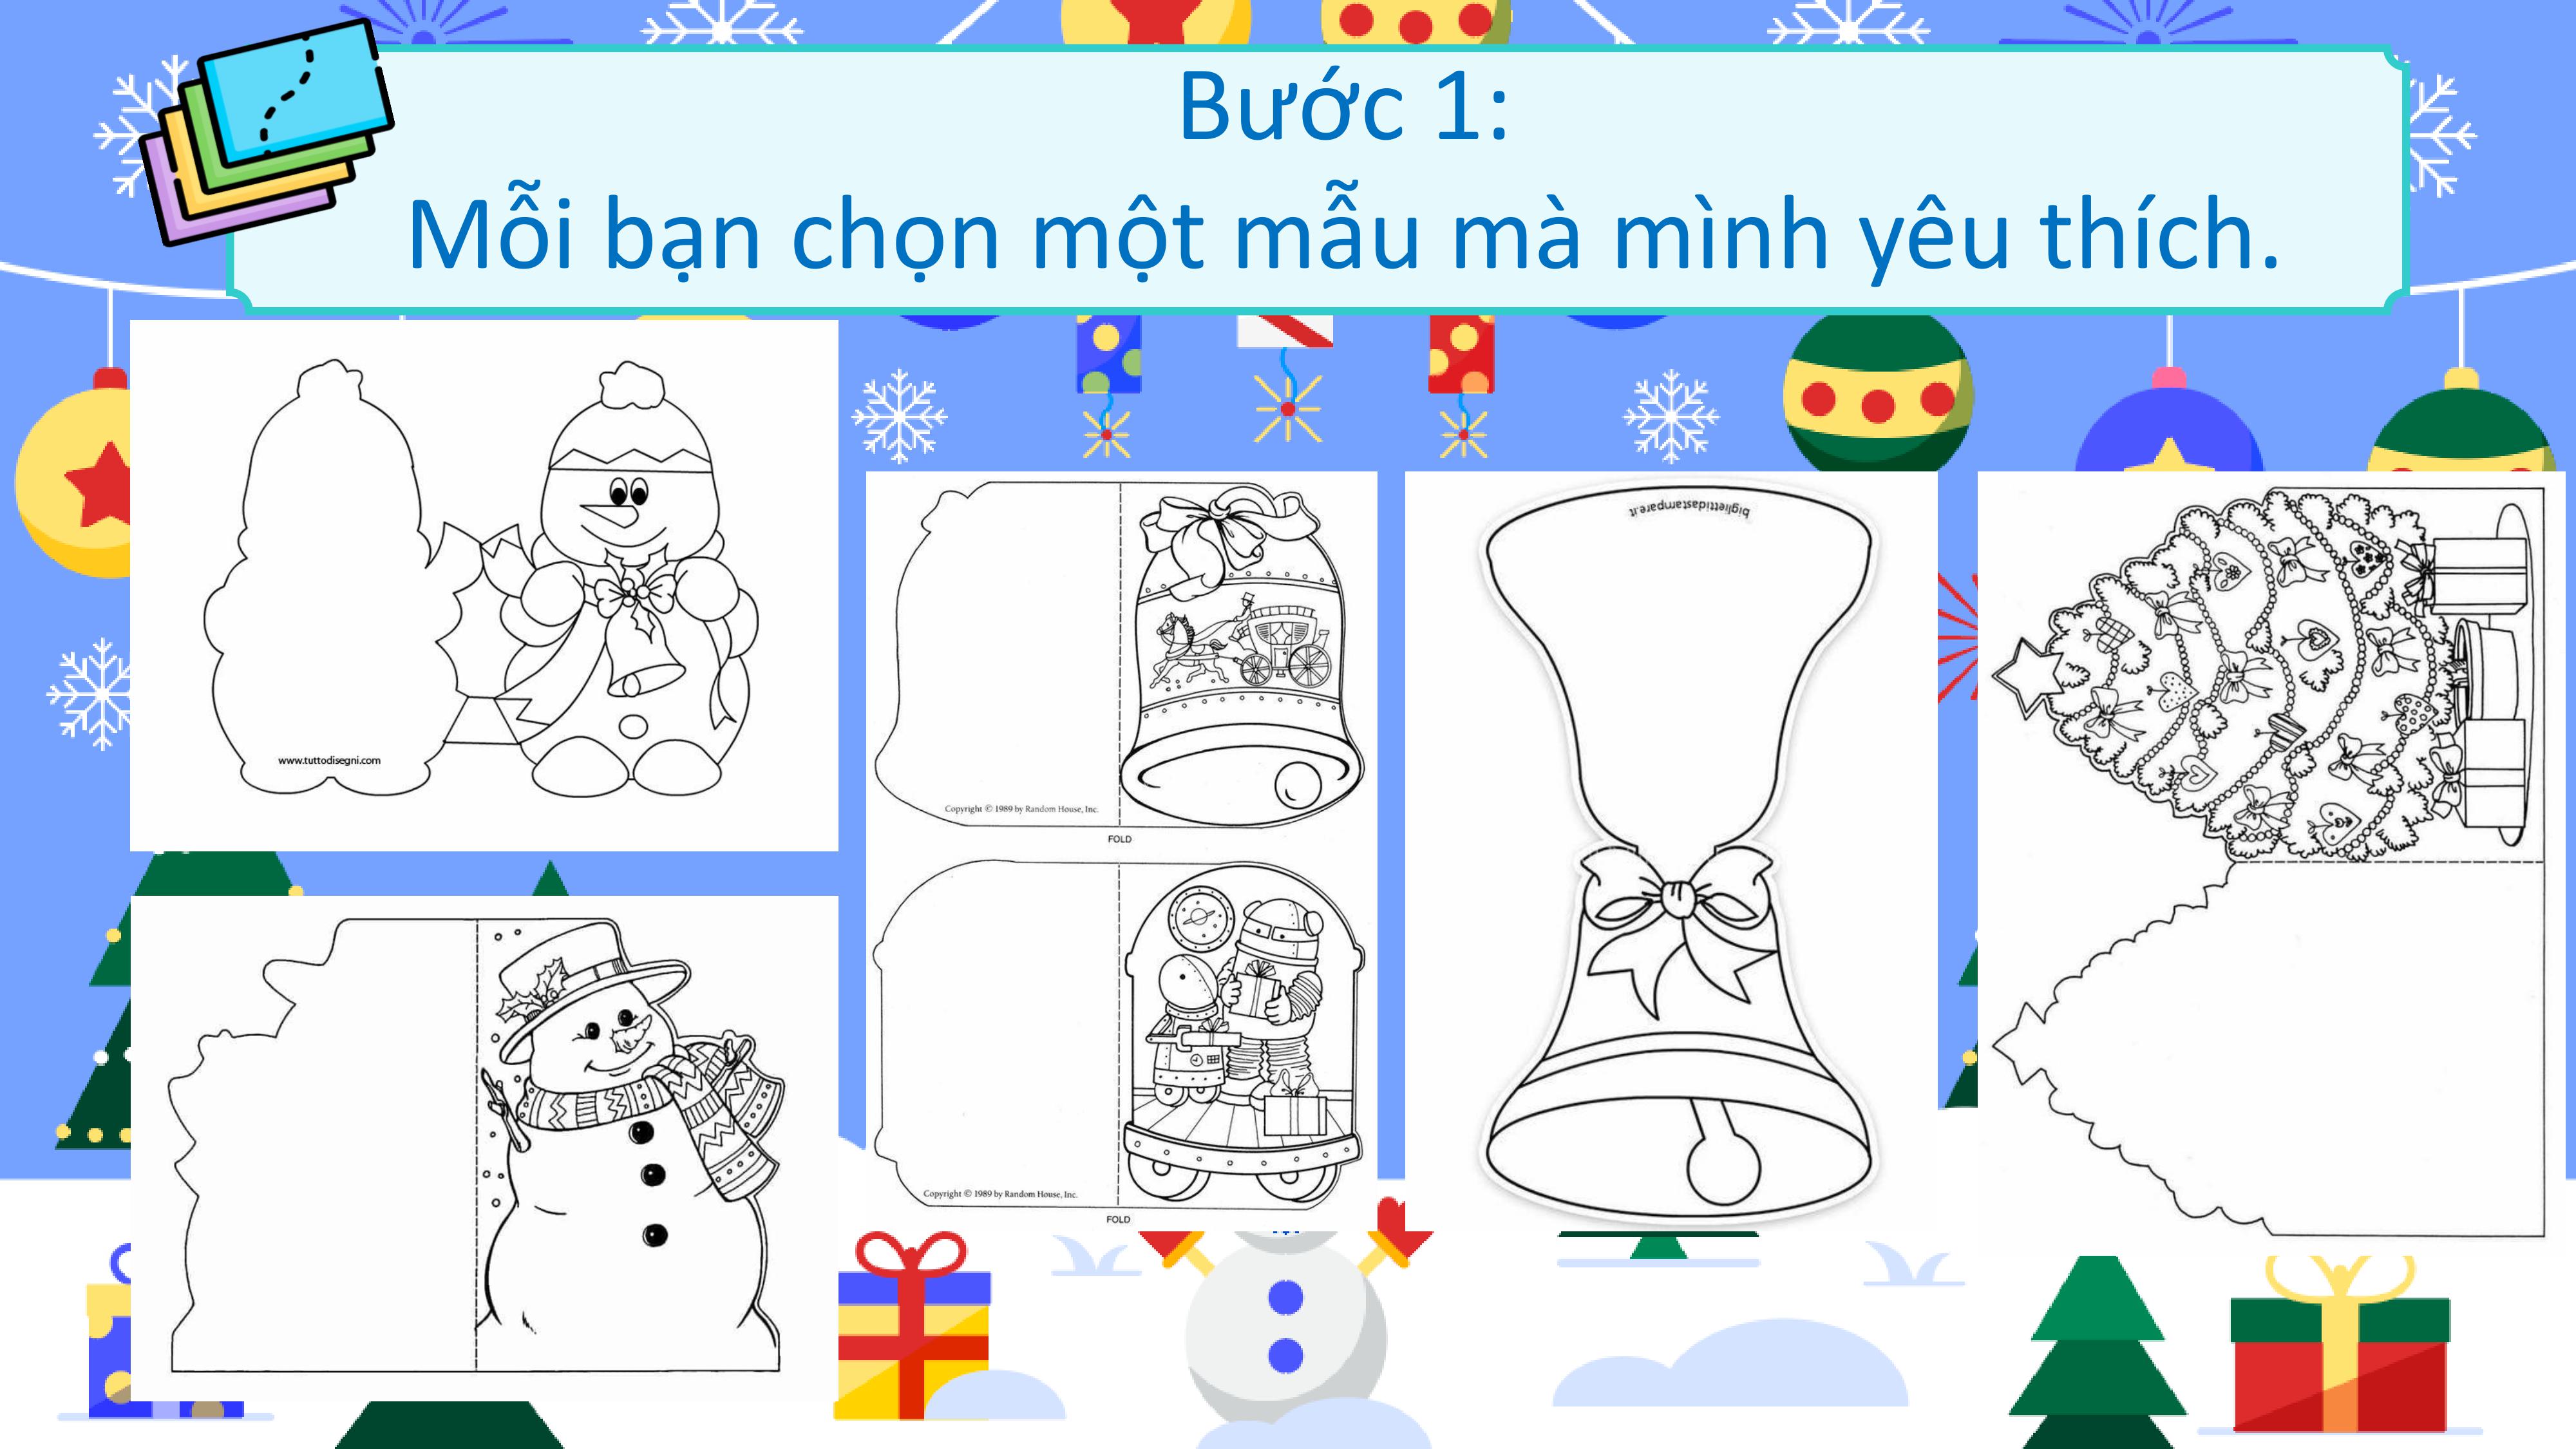 Bước 1:
Mỗi bạn chọn một mẫu mà mình yêu thích.
www.tuttodisegni.com
Copyright © 1989 by Random House, Inc.
FOLD
Copyright © 1989 by Random House, Inc.
FOLD
bigliettidastampare.it